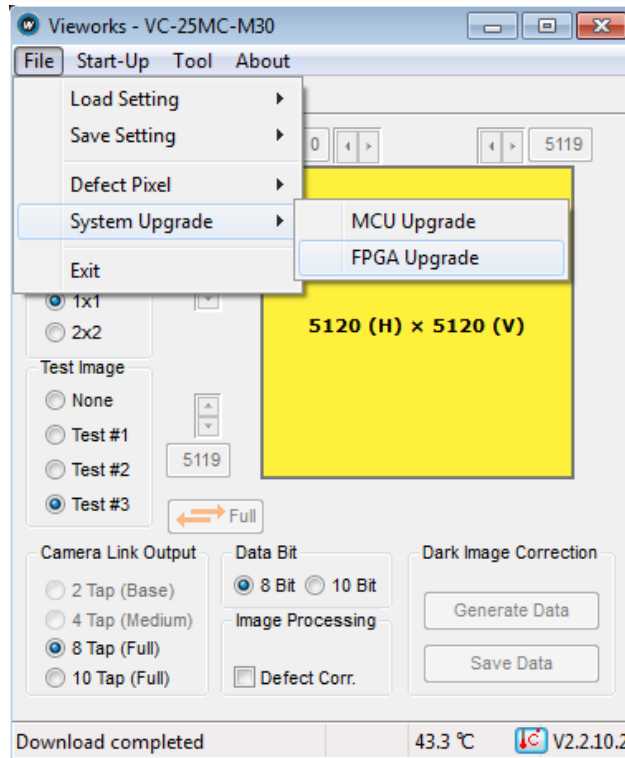 Vieworks - VC-25MC-M30
File Start-Up Tool About
Load Setting
Save Setting
0
5119
Defect Pixel
System Upgrade
MCU Upgrade
FPGA Upgrade
Exit
1x1
2x2
5120 (H) × 5120 (V)
Test Image
None
Test #1
Test #2
Test #3
5119
Full
Camera Link Output
2 Tap (Base)
4 Tap (Medium)
8 Tap (Full)
10 Tap (Full)
Data Bit
8 Bit 10 Bit
Image Processing
Defect Corr.
Dark Image Correction
Generate Data
Save Data
Download completed 43.3 ℃ V2.2.10.2